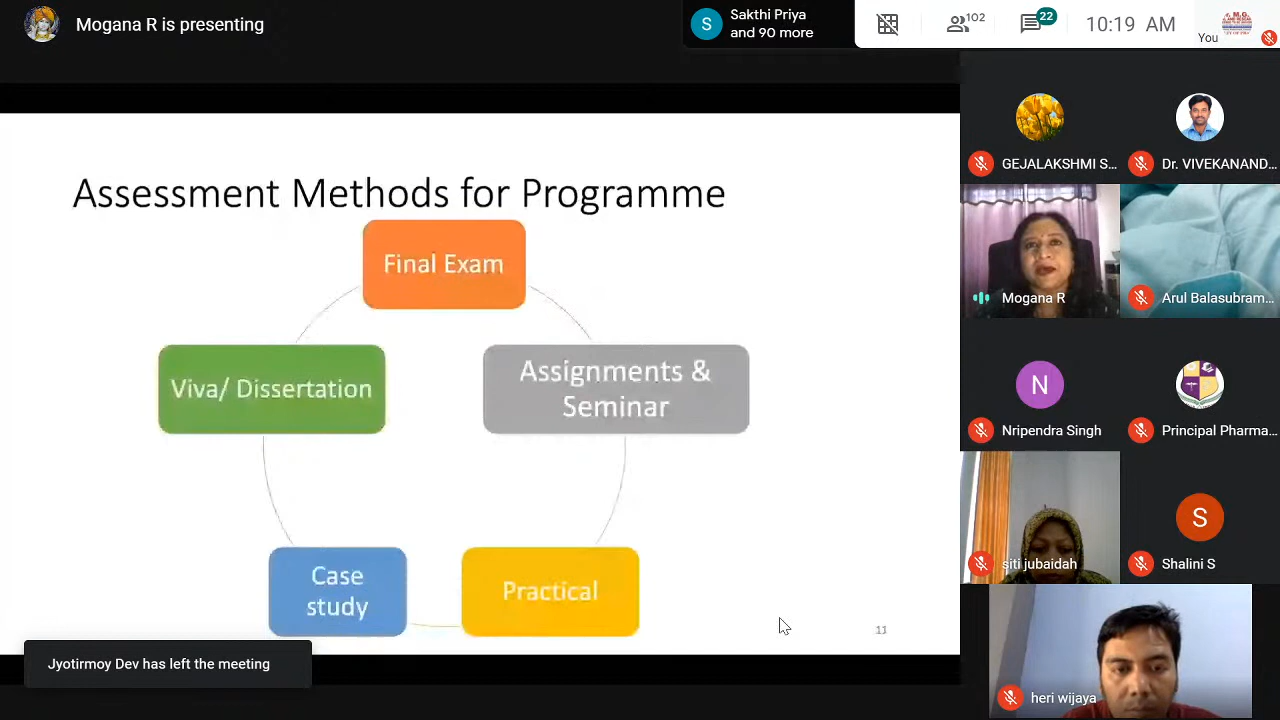 Mogana R is presenting
S
Sakthi Priya
and 90 more
102
22
10:19 AM
You
GEJALAKSHMI S...
Dr. VIVEKANAND...
Assessment Methods for Programme
Final Exam
Viva/ Dissertation
Assignments &
Seminar
Case
study
Practical
11
Mogana R
Arul Balasubram...
N
Nripendra Singh
Principal Pharma...
siti jubaidah
S
Shalini S
heri wijaya
Jyotirmoy Dev has left the meeting